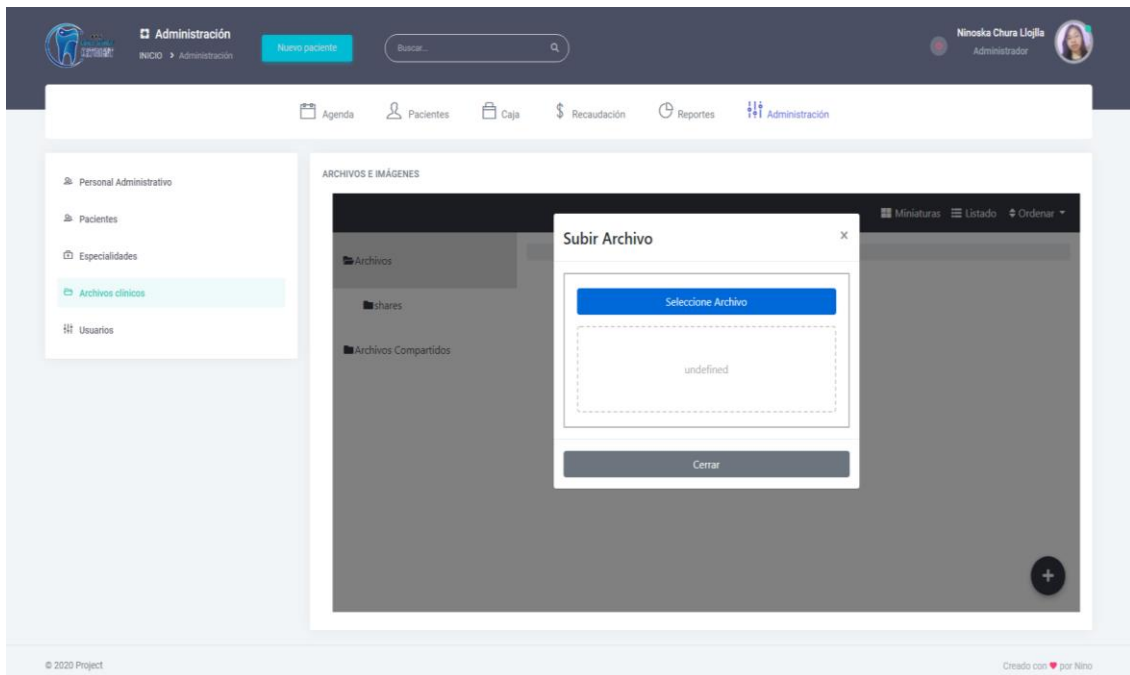 Administración
INICIO > Administración
Nuevo paciente
Buscar...
Ninoska Chura Llojlla
Administrador
Agenda
Pacientes
Caja
Recaudación
Reportes
Administración
Personal Administrativo
Pacientes
Especialidades
Archivos clínicos
Usuarios
ARCHIVOS E IMÁGENES
Miniaturas
Listado
Ordenar
Archivos
shares
Archivos Compartidos
Subir Archivo
×
Seleccione Archivo
undefined
Cerrar
+
© 2020 Project
Creado con ♥ por Nino